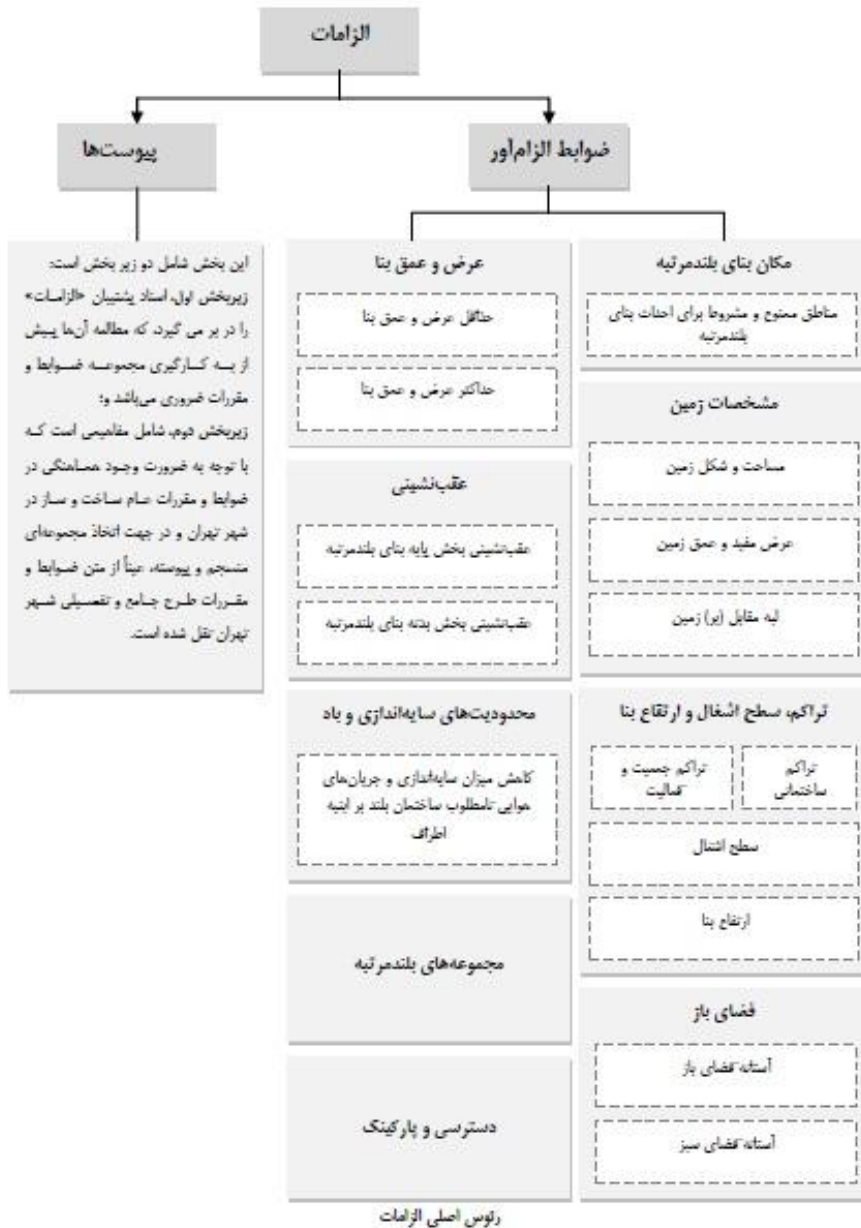 الزامات
ضوابط الزام‌آور
پیوست‌ها
مکان بنای بلندمرتبه
مناطق ممنوع و مشروط برای احداث بنای
بلندمرتبه
مشخصات زمین
مساحت و شکل زمین
عرض مفید و عمق زمین
لبه مقابل (بر) زمین
تراکم، سطح اشغال و ارتفاع بنا
تراکم
ساختمانی
تراکم جمعیت و
فعالیت
سطح اشغال
ارتفاع بنا
فضای باز
آستانه فضای باز
آستانه فضای سبز
عرض و عمق بنا
حداقل عرض و عمق بنا
حداکثر عرض و عمق بنا
عقب‌نشینی
عقب‌نشینی بخش پایه بنای بلندمرتبه
عقب‌نشینی بخش بدنه بنای بلندمرتبه
محدودیت‌های سایه‌اندازی و باد
کاهش میزان سایه‌اندازی و جریان‌های
هوایی نامطلوب ساختمان بلند بر ابنیه
اطراف
مجموعه‌های بلندمرتبه
دسترسی و پارکینگ
این بخش شامل دو زیر بخش است:
زیربخش اول، اسناد پشتیبان «الزامات»
را در بر می گیرد، که مطالعه آن‌ها پیش
از به کارگیری مجموعه ضوابط و
مقررات ضروری می‌باشد و؛
زیربخش دوم، شامل مفاهیمی است که
با توجه به ضرورت وجود هماهنگی در
ضوابط و مقررات عام ساخت و ساز در
شهر تهران و در جهت اتخاذ مجموعه‌ای
منسجم و پیوسته، عیناً از متن ضوابط و
مقررات طرح جامع و تفصیلی شهر
تهران نقل شده است.
رئوس اصلی الزامات